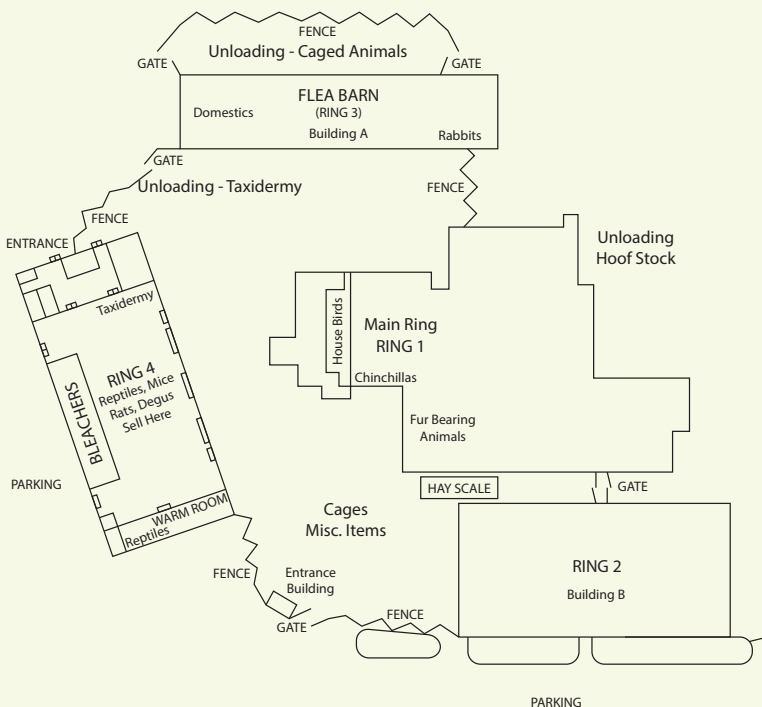 FENCE
Unloading - Caged Animals
GATE
GATE
FLEA BARN
(RING 3)
Domestics
Building A
Rabbits
GATE
Unloading - Taxidermy
FENCE
FENCE
ENTRANCE
Unloading
Hoof Stock
Taxidermy
House Birds
Main Ring
RING 1
Chinchillas
RING 4
Reptiles, Mice
Rats, Degus
Sell Here
BLEACHERS
Fur Bearing
Animals
PARKING
HAY SCALE
GATE
WARM ROOM
Reptiles
Cages
Misc. Items
FENCE
Entrance
Building
RING 2
Building B
GATE
FENCE
PARKING